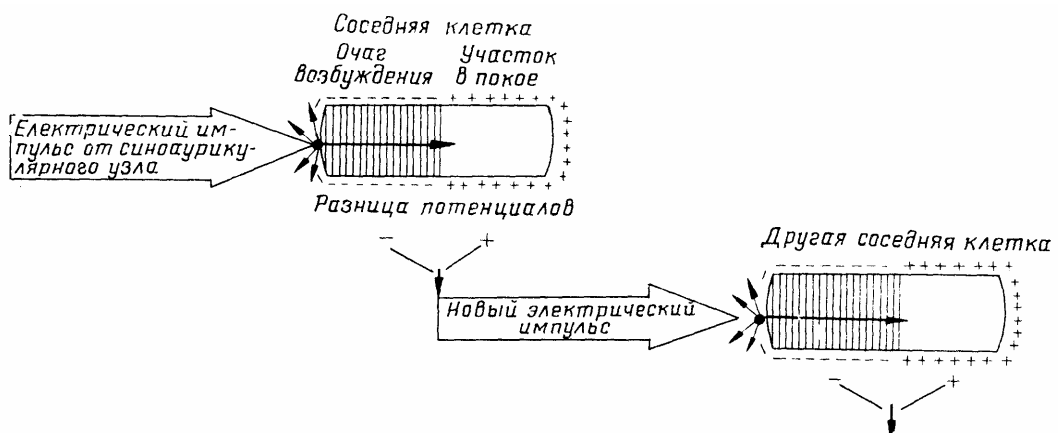 Соседняя клетка
Очаг
возбуждения
Участок
в покое
Електрический им-
пульс от синоаурику-
лярного узла
Разница потенциалов
Другая соседняя клетка
Новый электрический
импульс